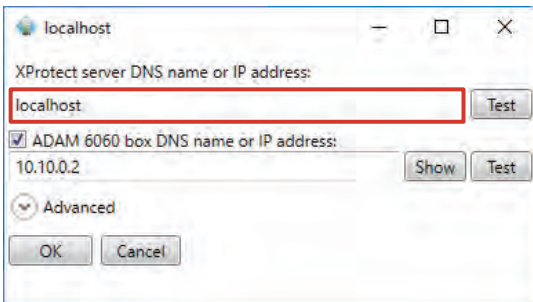 localhost
XProtect server DNS name or IP address:
localhost Test
ADAM 6060 box DNS name or IP address:
10.10.0.2 Show Test
Advanced
OK Cancel